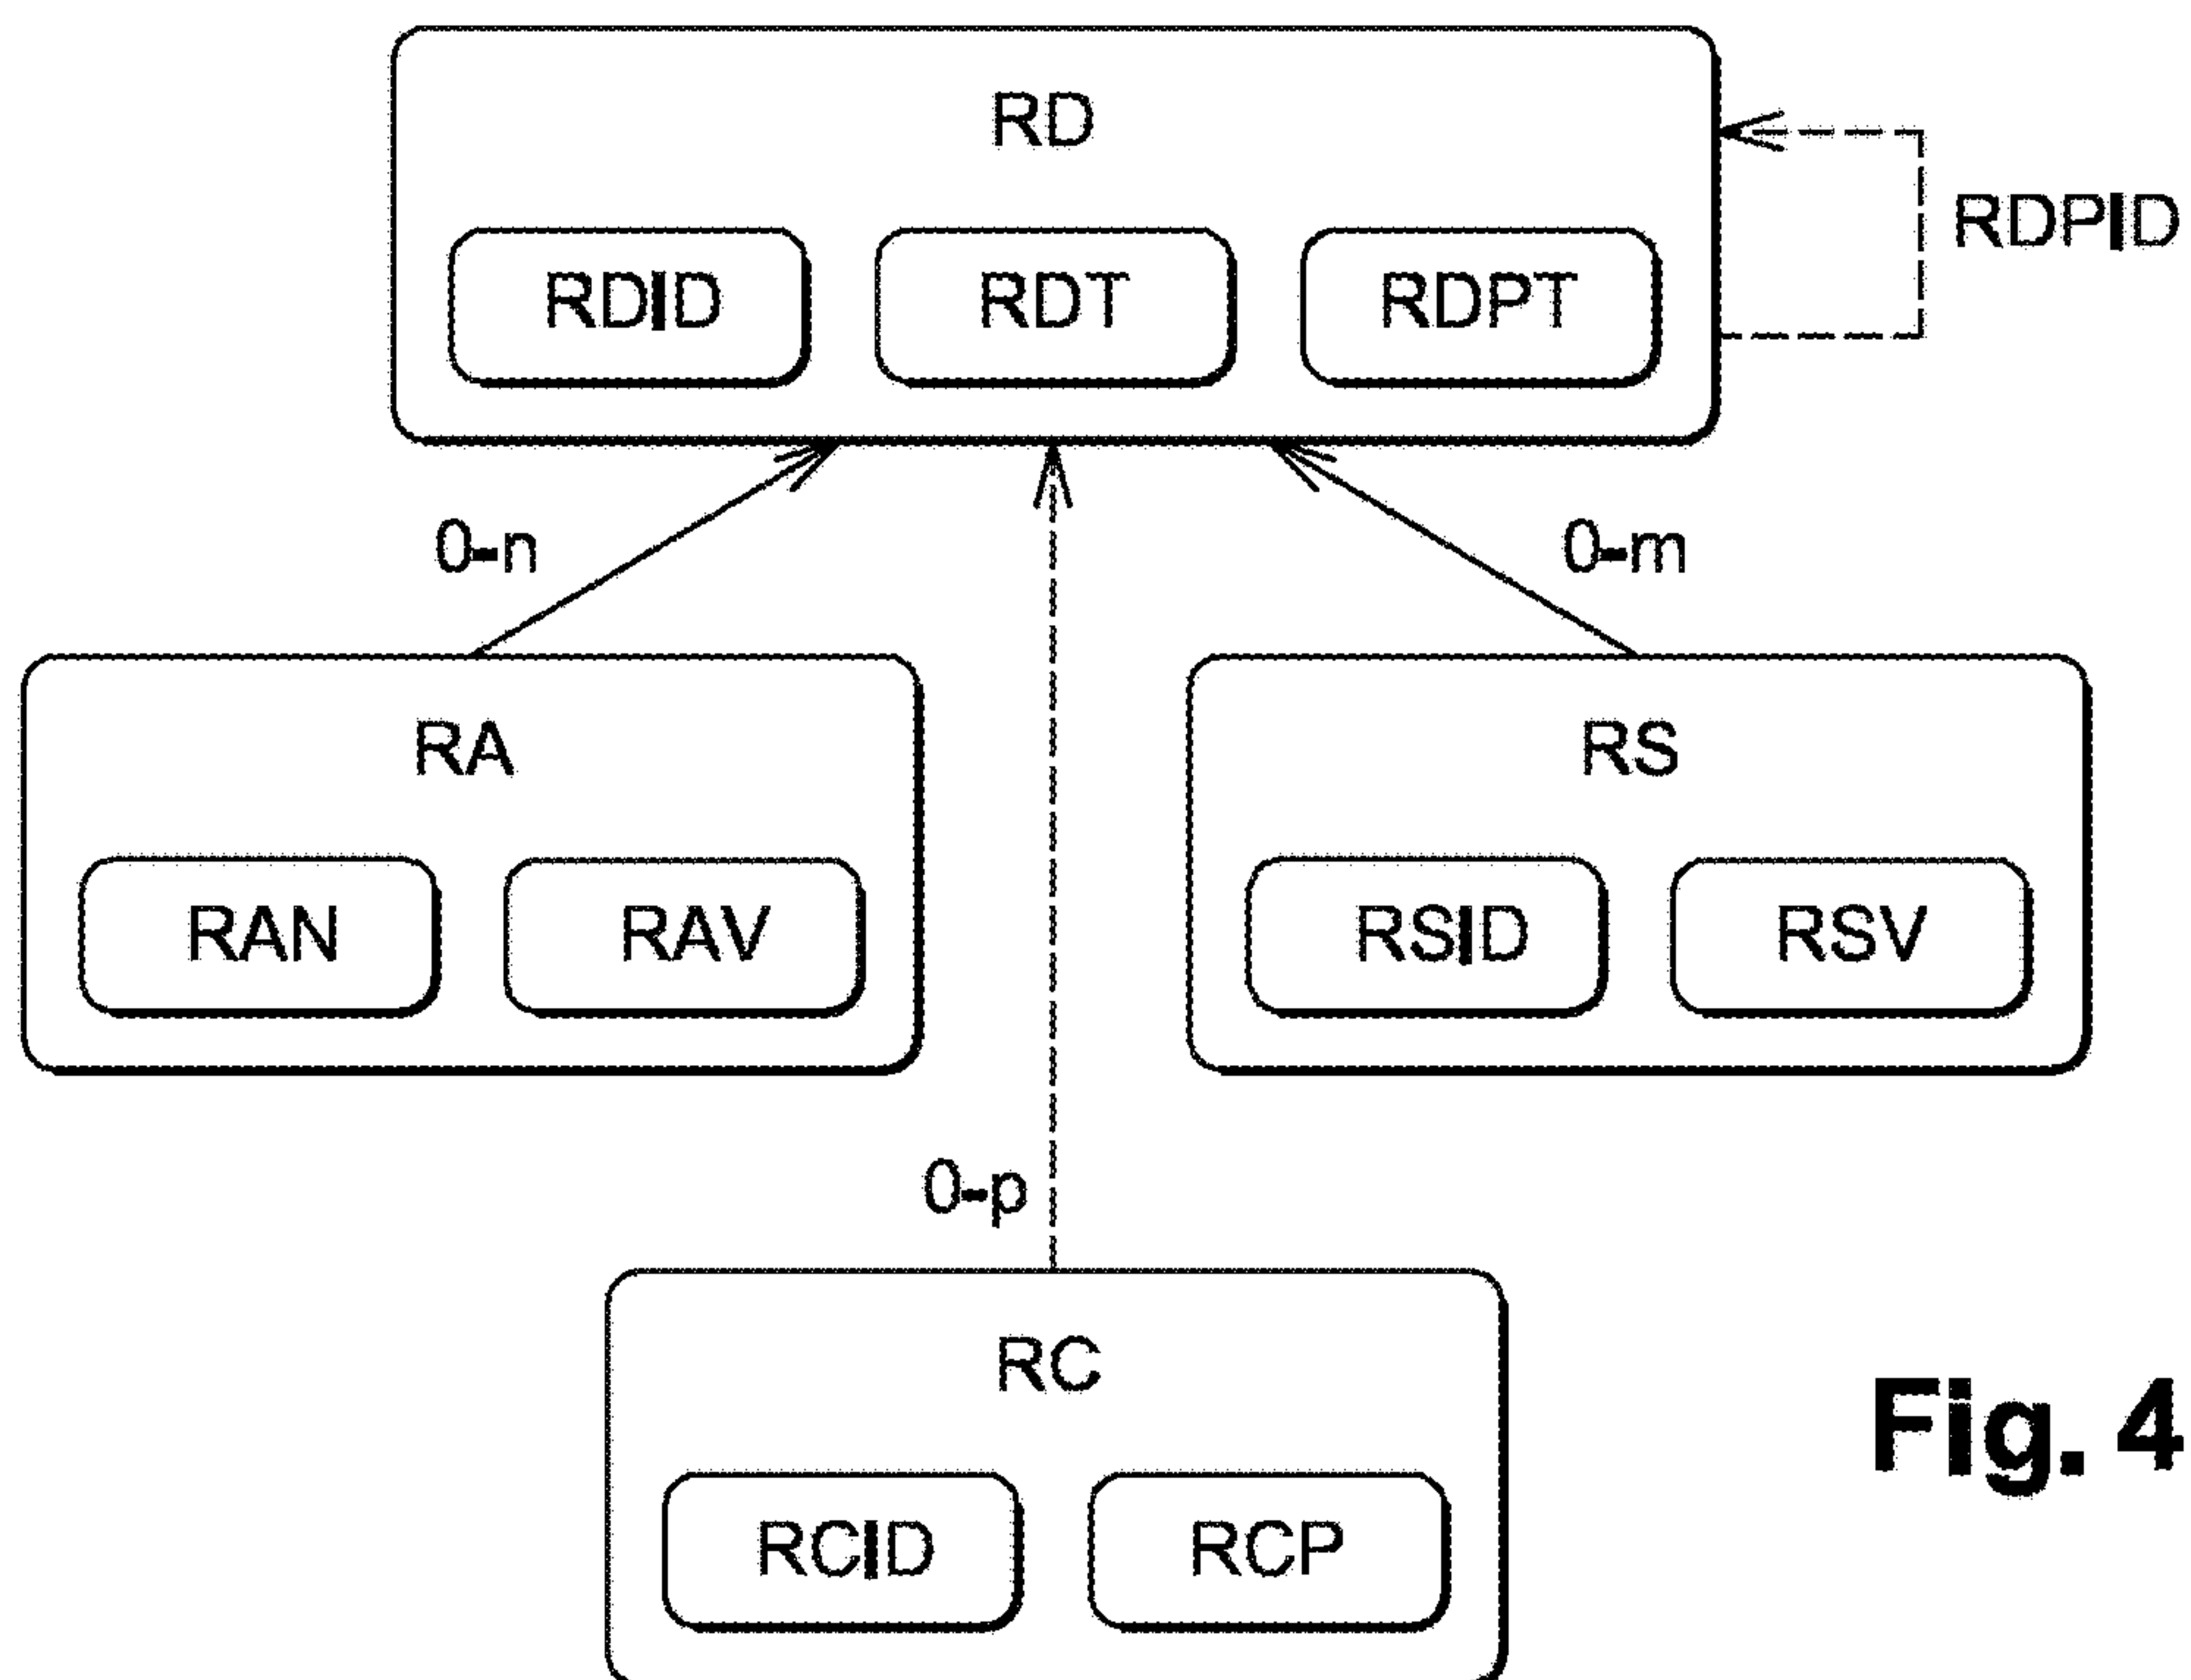 RD
RDPID
RDID RDT RDPT
0-n 0-m
RA RS
RAN RAV RSID RSV
0-p
RC
RCID RCP
Fig. 4